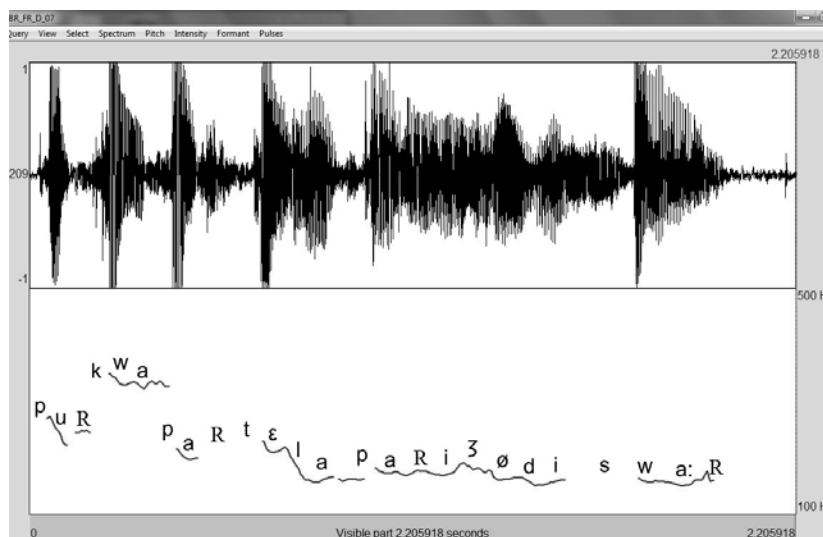 BR_FR_D_07
Query View Select Spectrum Pitch Intensity Formant Pulses
2.205918
1
209
-1
500 H
p u R k w a p a R t ɛ l a p a R i ʒ ø d i s w a: R
100 H
0 Visible part 2.205918 seconds 2.205918